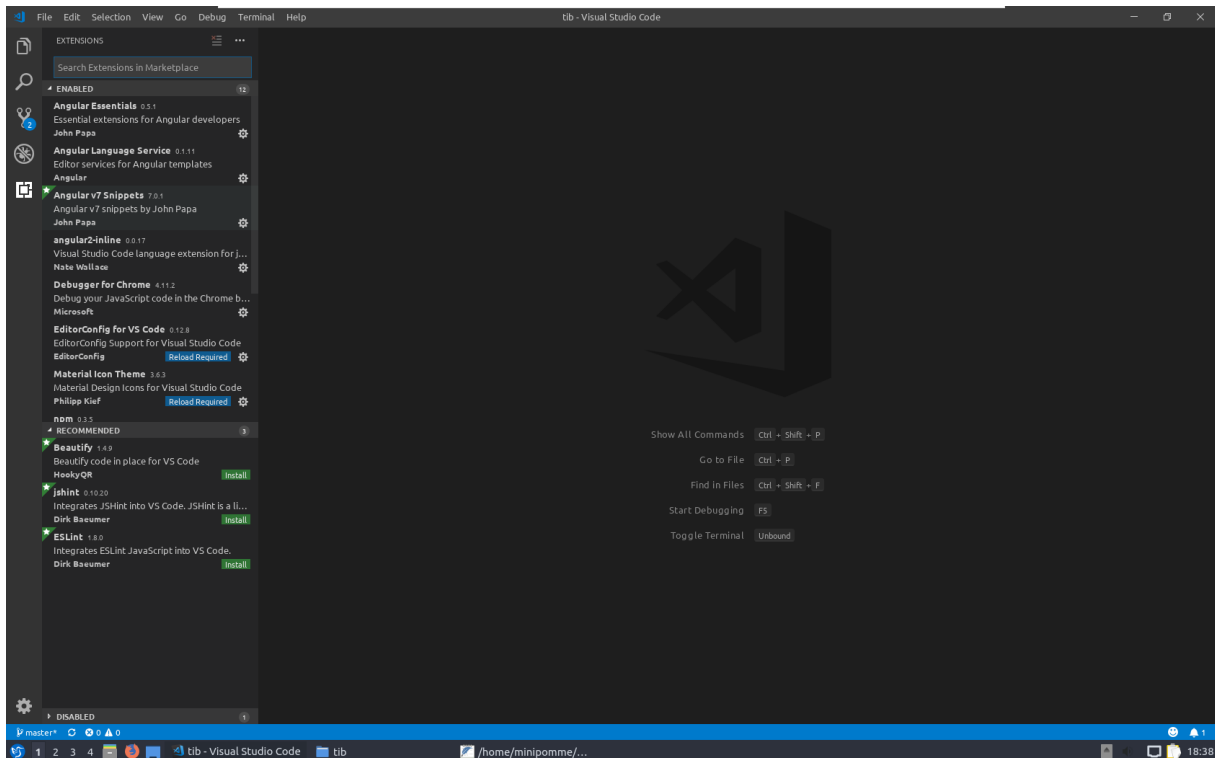 File Edit Selection View Go Debug Terminal Help
tib - Visual Studio Code
EXTENSIONS
Search Extensions in Marketplace
ENABLED 12
Angular Essentials 0.5.1
Essential extensions for Angular developers
John Papa
Angular Language Service 0.1.11
Editor services for Angular templates
Angular
Angular v7 Snippets 7.0.1
Angular v7 snippets by John Papa
John Papa
angular2-inline 0.0.17
Visual Studio Code language extension for j...
Nate Wallace
Debugger for Chrome 4.11.2
Debug your JavaScript code in the Chrome b...
Microsoft
EditorConfig for VS Code 0.12.8
EditorConfig Support for Visual Studio Code
EditorConfig Reload Required
Material Icon Theme 3.6.3
Material Design Icons for Visual Studio Code
Philipp Kief Reload Required
npm 0.3.5
RECOMMENDED 3
Beautify 1.4.9
Beautify code in place for VS Code
HookyQR Install
jshint 0.10.20
Integrates JSHint into VS Code. JSHint is a li...
Dirk Baeumer Install
ESLint 1.8.0
Integrates ESLint JavaScript into VS Code.
Dirk Baeumer Install
DISABLED 1
2
Show All Commands Ctrl + Shift + P
Go to File Ctrl + P
Find in Files Ctrl + Shift + F
Start Debugging F5
Toggle Terminal Unbound
master* 0 0 1
1 2 3 4 tib - Visual Studio Code tib /home/minipomme/... 18:38